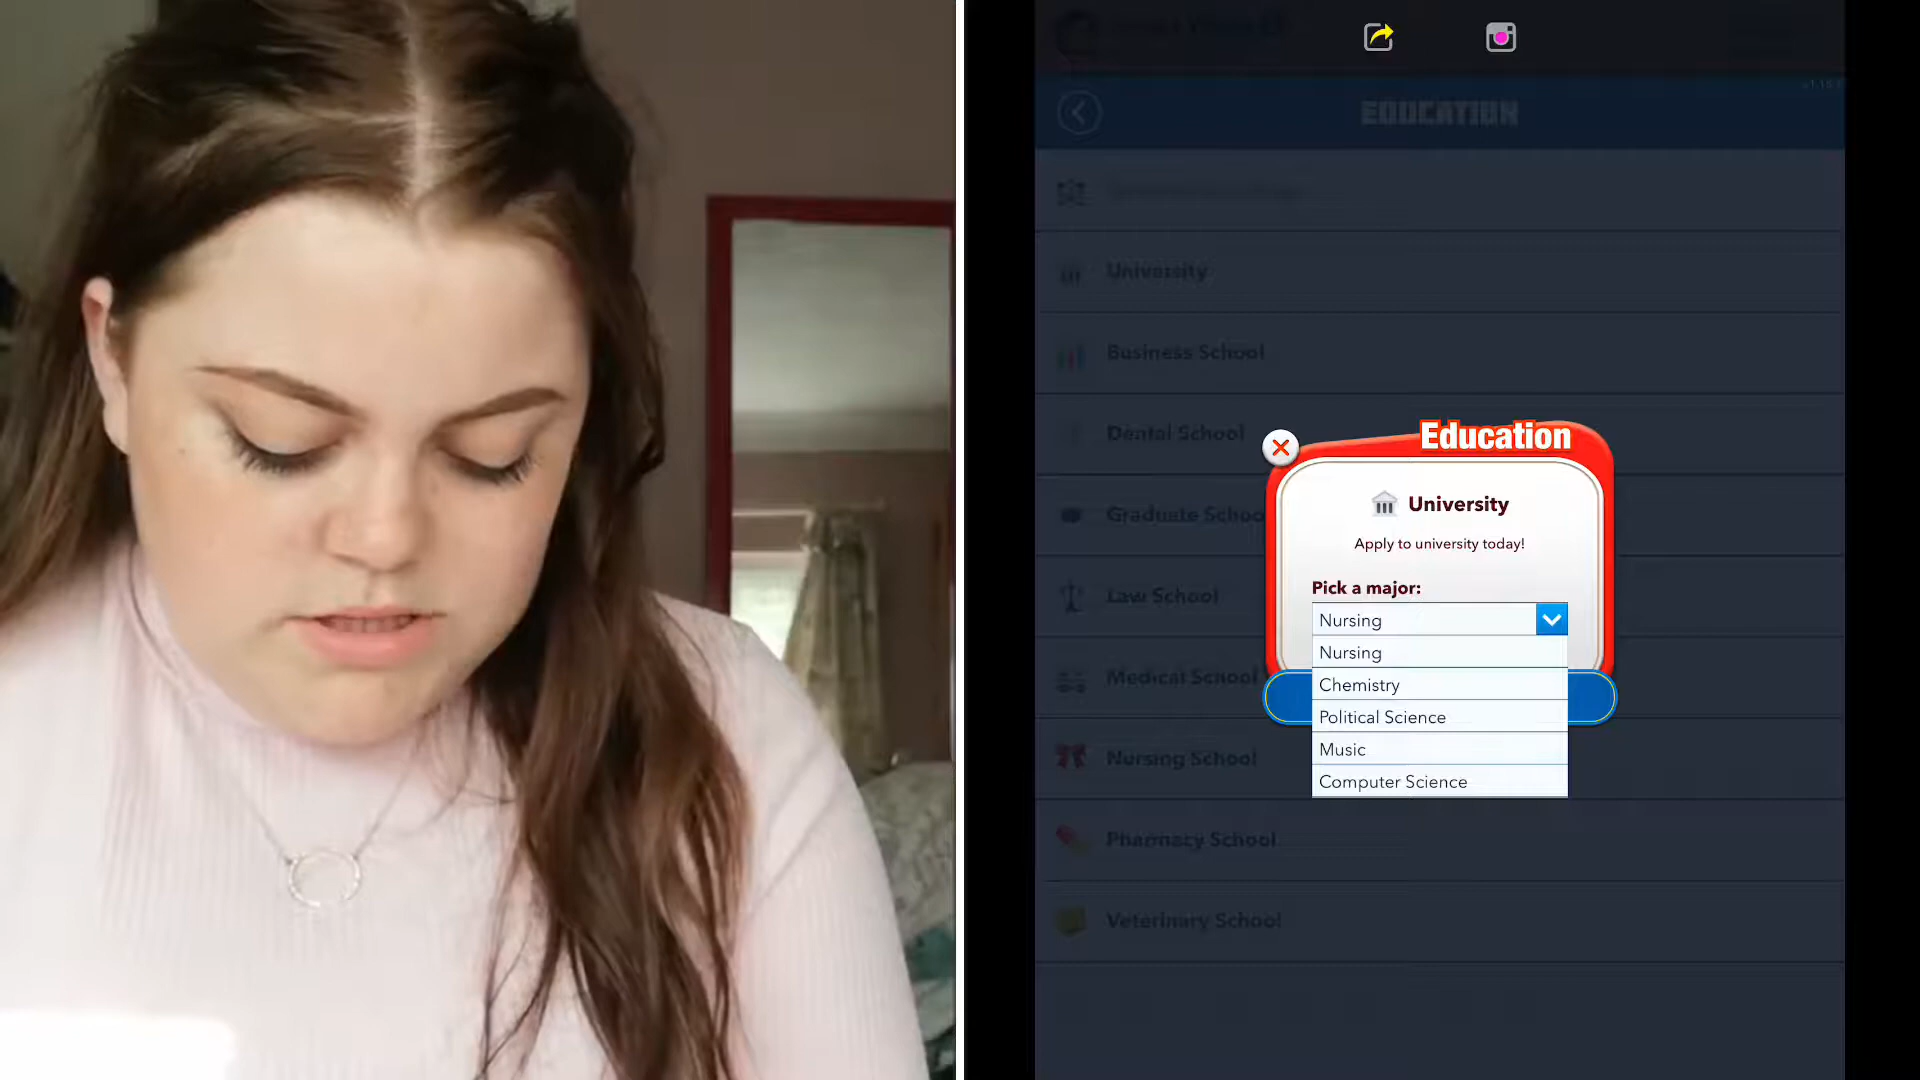 EDUCATION
University
Business School
Dental School
Graduate Schoo
Law School
Medical School
Nursing School
Pharmacy School
Veterinary School
Education
University
Apply to university today!
Pick a major:
Nursing
Nursing
Chemistry
Political Science
Music
Computer Science